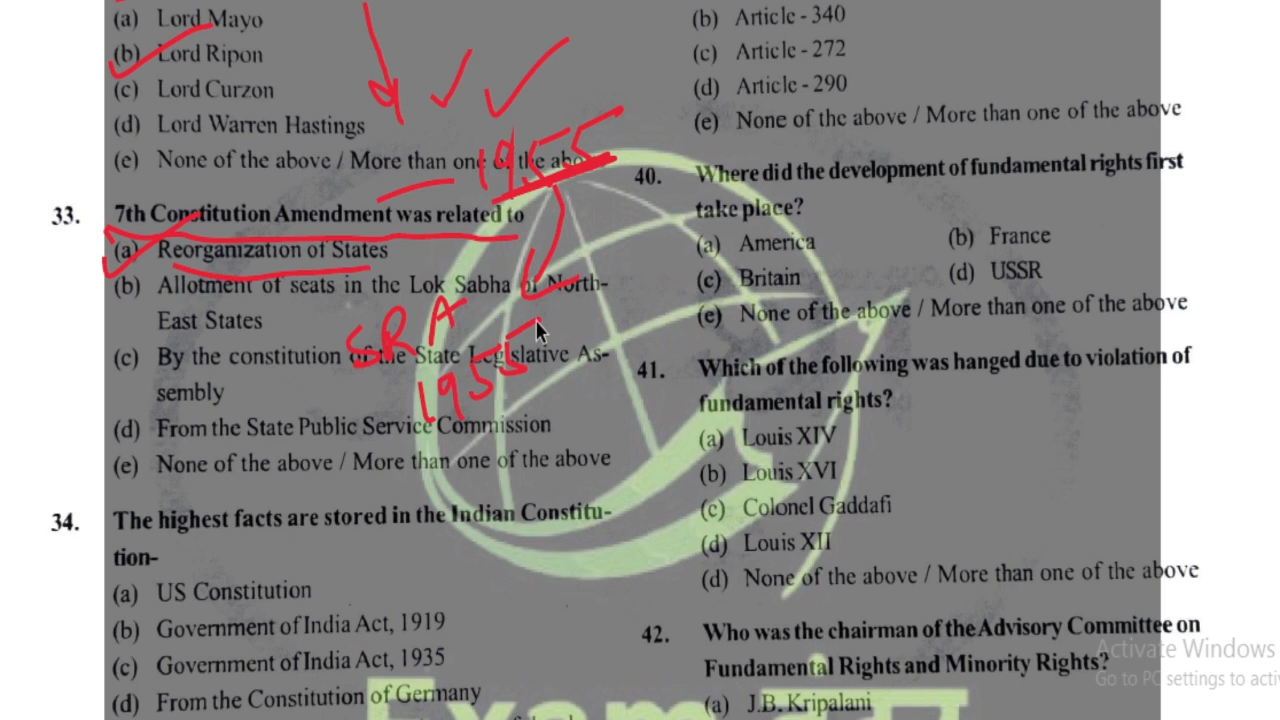 (a) Lord Mayo
(b) Lord Ripon
(c) Lord Curzon
(d) Lord Warren Hastings
(e) None of the above / More than one of the above
1955
33. 7th Constitution Amendment was related to
(a) Reorganization of States
(b) Allotment of seats in the Lok Sabha of North-
East States
SRA
(c) By the constitution of the State Legislative As-
sembly
1955
(d) From the State Public Service Commission
(e) None of the above / More than one of the above
34. The highest facts are stored in the Indian Constitu-
tion-
(a) US Constitution
(b) Government of India Act, 1919
(c) Government of India Act, 1935
(d) From the Constitution of Germany
(b) Article - 340
(c) Article - 272
(d) Article - 290
(e) None of the above / More than one of the above
40. Where did the development of fundamental rights first
take place?
(a) America (b) France
(c) Britain (d) USSR
(e) None of the above / More than one of the above
41. Which of the following was hanged due to violation of
fundamental rights?
(a) Louis XIV
(b) Louis XVI
(c) Colonel Gaddafi
(d) Louis XII
(d) None of the above / More than one of the above
42. Who was the chairman of the Advisory Committee on
Fundamental Rights and Minority Rights?
(a) J.B. Kripalani
Activate Windows
Go to PC settings to acti